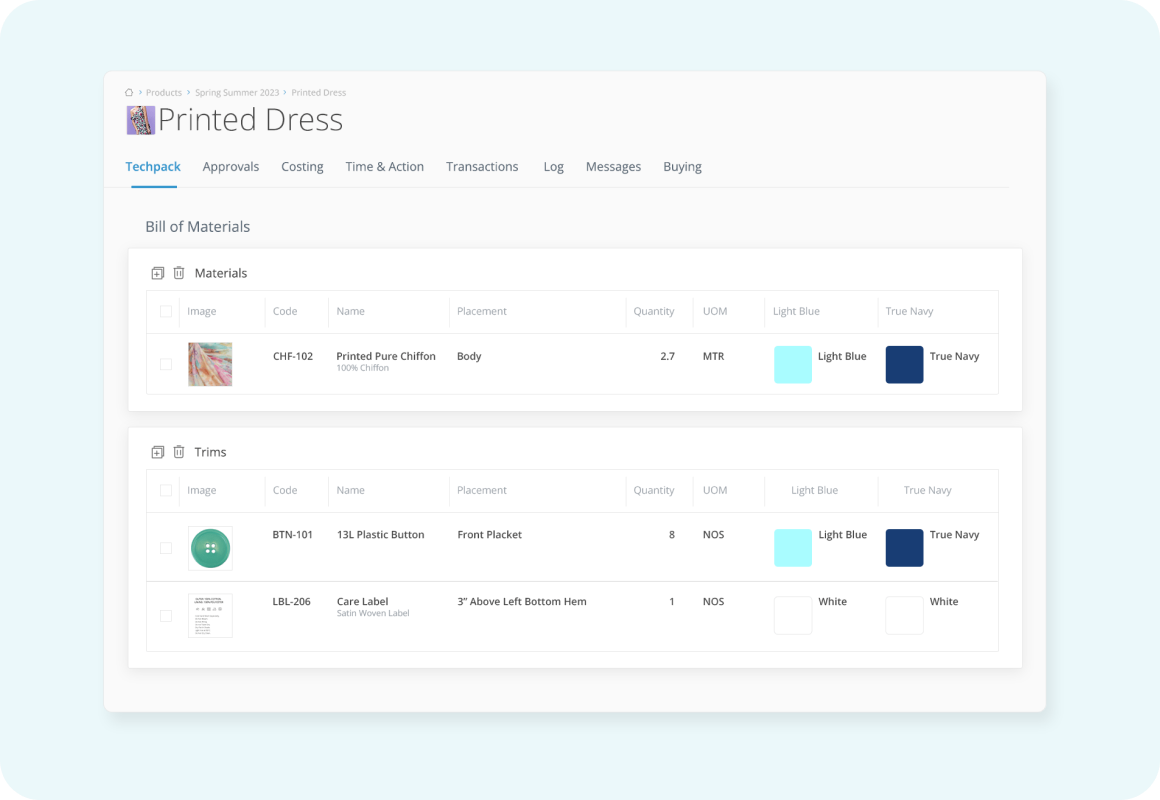 Products > Spring Summer 2023 > Printed Dress
Printed Dress
Techpack Approvals Costing Time & Action Transactions Log Messages Buying
Bill of Materials
Materials
Image Code Name Placement Quantity UOM Light Blue True Navy
CHF-102 Printed Pure Chiffon Body 2.7 MTR Light Blue True Navy
100% Chiffon
Trims
Image Code Name Placement Quantity UOM Light Blue True Navy
BTN-101 13L Plastic Button Front Placket 8 NOS Light Blue True Navy
LBL-206 Care Label 3” Above Left Bottom Hem 1 NOS White White
Satin Woven Label